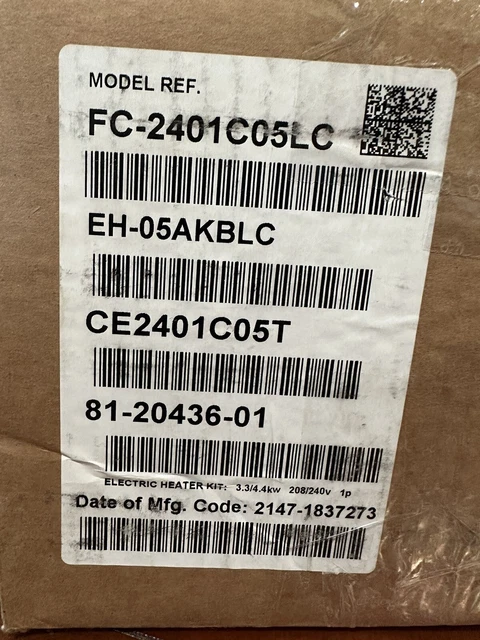 MODEL REF.
FC-2401C05LC
EH-05AKBLC
CE2401C05T
81-20436-01
ELECTRIC HEATER KIT: 3.3/4.4kw 208/240v 1p
Date of Mfg. Code: 2147-1837273